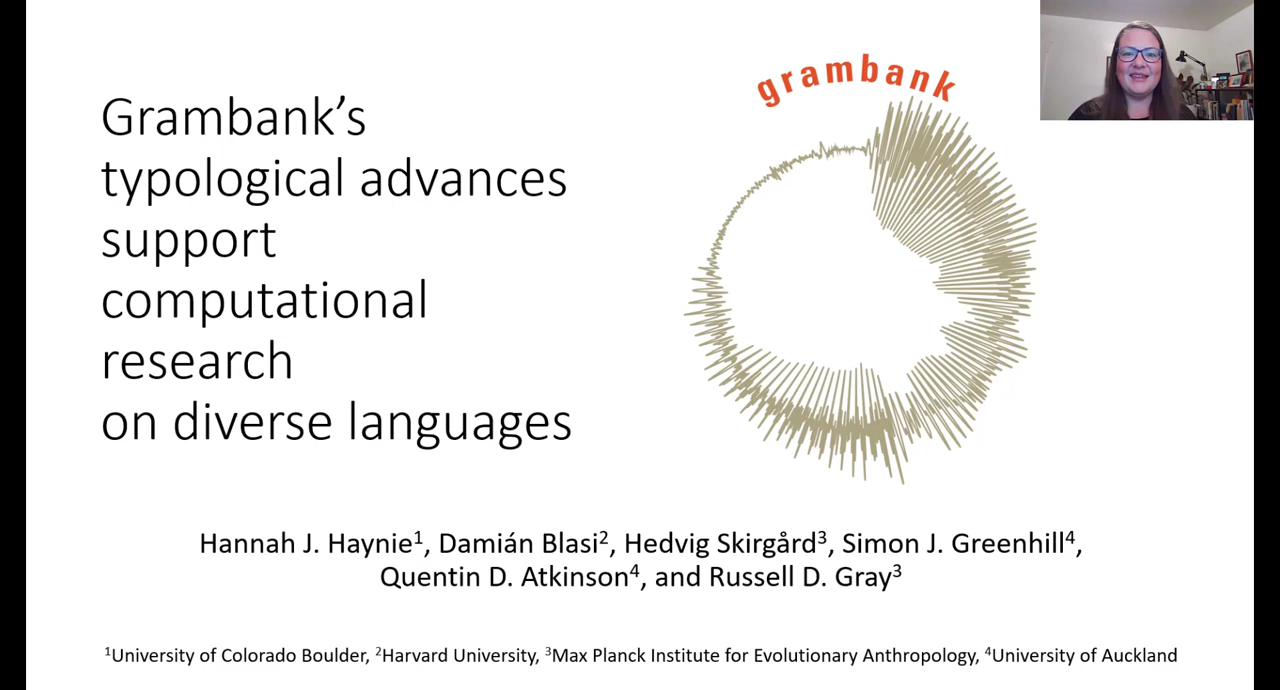 grambank
Grambank’s
typological advances
support
computational
research
on diverse languages
Hannah J. Haynie¹, Damián Blasi², Hedvig Skirgård³, Simon J. Greenhill⁴,
Quentin D. Atkinson⁴, and Russell D. Gray³
¹University of Colorado Boulder, ²Harvard University, ³Max Planck Institute for Evolutionary Anthropology, ⁴University of Auckland